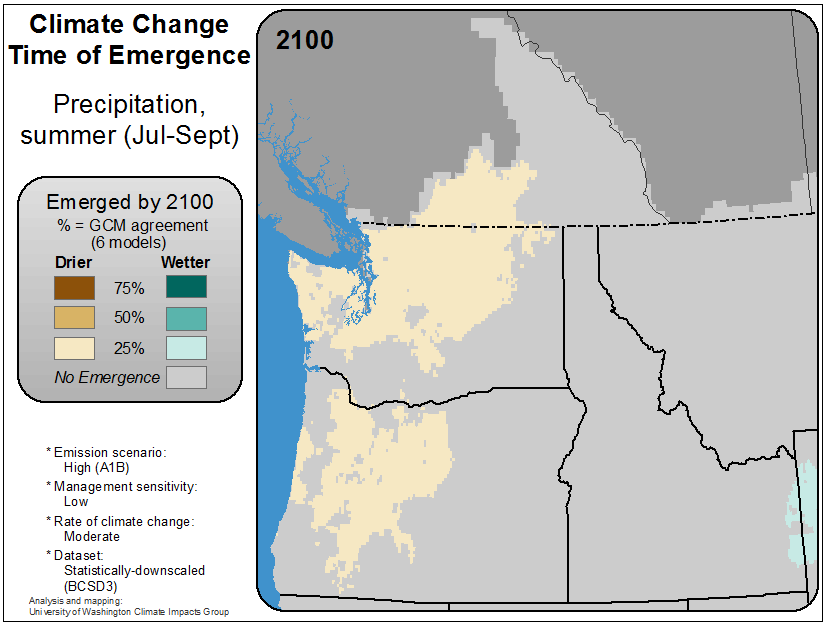 Climate Change
Time of Emergence
Precipitation,
summer (Jul-Sept)
Emerged by 2100
% = GCM agreement
(6 models)
Drier Wetter
75%
50%
25%
No Emergence
* Emission scenario:
High (A1B)
* Management sensitivity:
Low
* Rate of climate change:
Moderate
* Dataset:
Statistically-downscaled
(BCSD3)
Analysis and mapping:
University of Washington Climate Impacts Group
2100